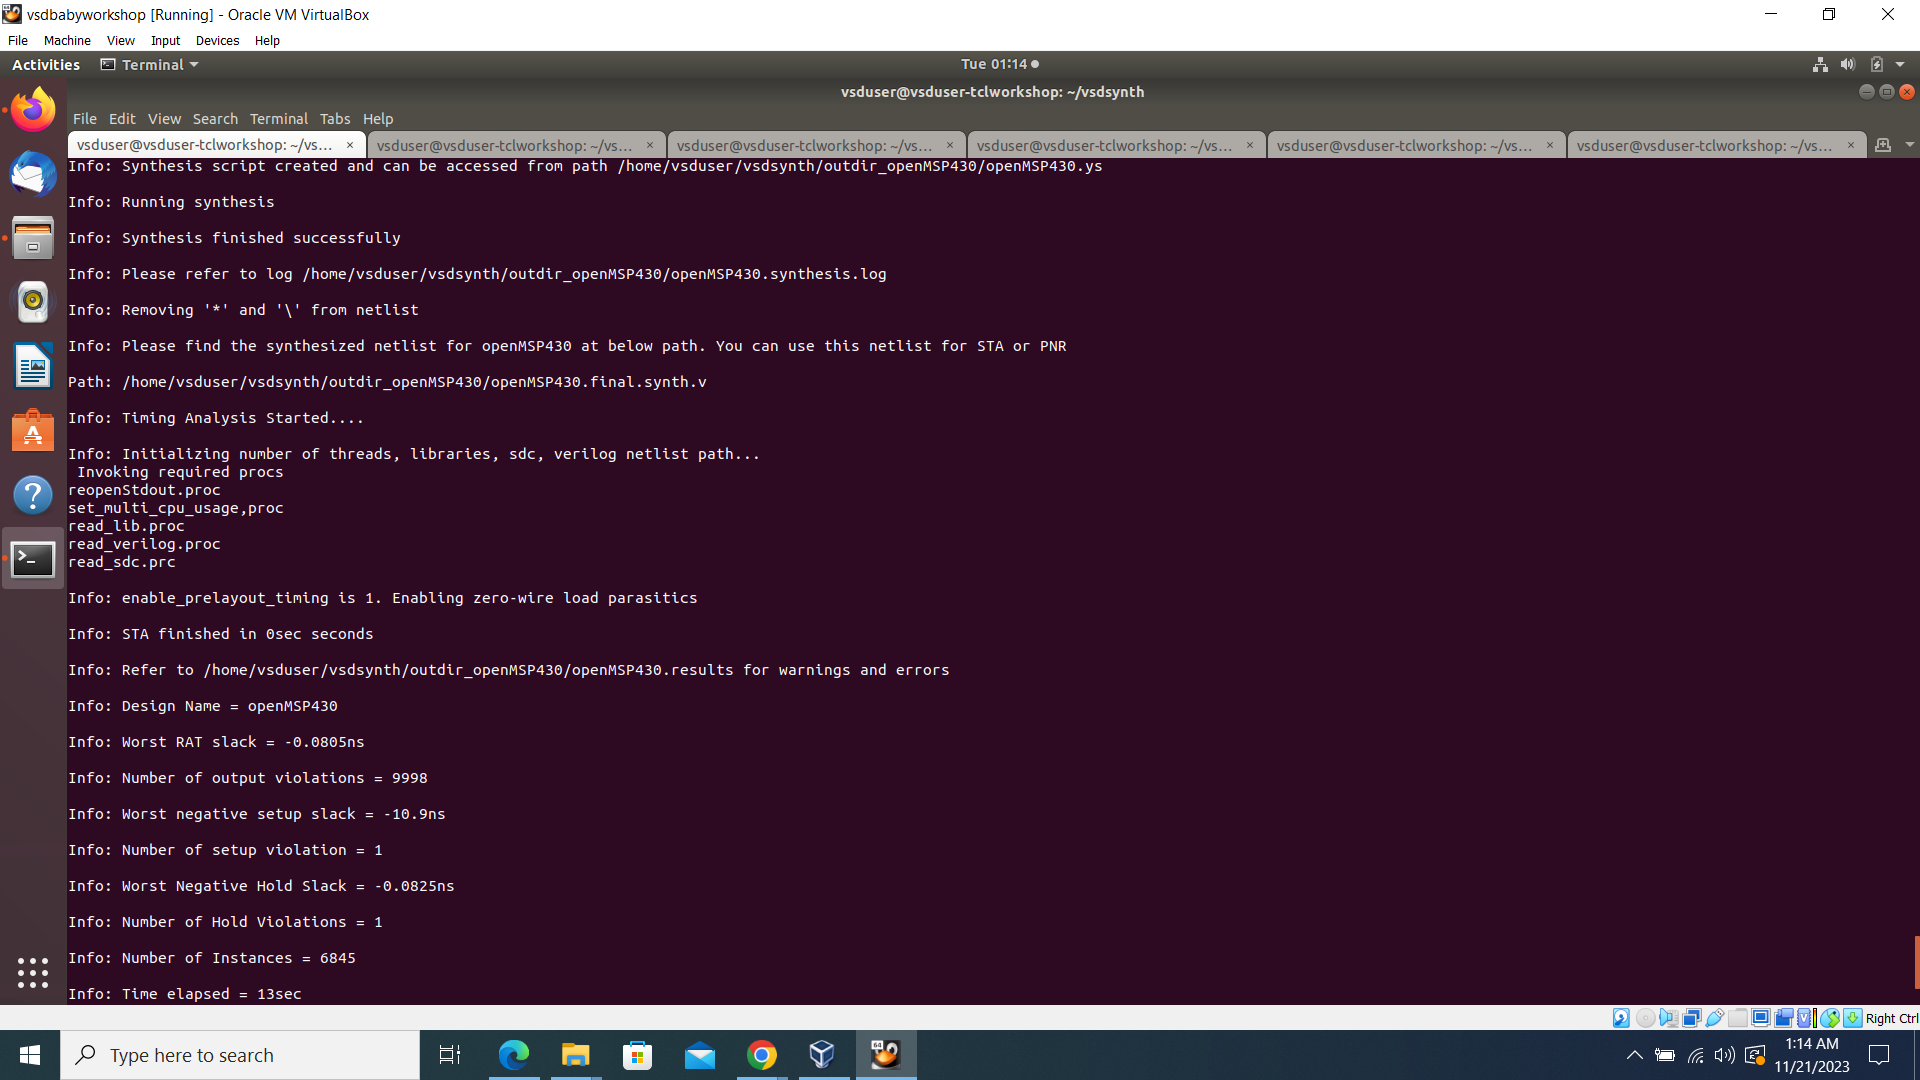 vsdbabyworkshop [Running] - Oracle VM VirtualBox
File Machine View Input Devices Help
Activities Terminal Tue 01:14
vsduser@vsduser-tclworkshop: ~/vsdsynth
File Edit View Search Terminal Tabs Help
vsduser@vsduser-tclworkshop: ~/vs... × vsduser@vsduser-tclworkshop: ~/vs... × vsduser@vsduser-tclworkshop: ~/vs... × vsduser@vsduser-tclworkshop: ~/vs... × vsduser@vsduser-tclworkshop: ~/vs... × vsduser@vsduser-tclworkshop: ~/vs... ×
Info: Synthesis script created and can be accessed from path /home/vsduser/vsdsynth/outdir_openMSP430/openMSP430.ys
Info: Running synthesis
Info: Synthesis finished successfully
Info: Please refer to log /home/vsduser/vsdsynth/outdir_openMSP430/openMSP430.synthesis.log
Info: Removing '*' and '\' from netlist
Info: Please find the synthesized netlist for openMSP430 at below path. You can use this netlist for STA or PNR
Path: /home/vsduser/vsdsynth/outdir_openMSP430/openMSP430.final.synth.v
Info: Timing Analysis Started....
Info: Initializing number of threads, libraries, sdc, verilog netlist path...
Invoking required procs
reopenStdout.proc
set_multi_cpu_usage,proc
read_lib.proc
read_verilog.proc
read_sdc.prc
Info: enable_prelayout_timing is 1. Enabling zero-wire load parasitics
Info: STA finished in 0sec seconds
Info: Refer to /home/vsduser/vsdsynth/outdir_openMSP430/openMSP430.results for warnings and errors
Info: Design Name = openMSP430
Info: Worst RAT slack = -0.0805ns
Info: Number of output violations = 9998
Info: Worst negative setup slack = -10.9ns
Info: Number of setup violation = 1
Info: Worst Negative Hold Slack = -0.0825ns
Info: Number of Hold Violations = 1
Info: Number of Instances = 6845
Info: Time elapsed = 13sec
Right Ctrl
Type here to search
1:14 AM
11/21/2023